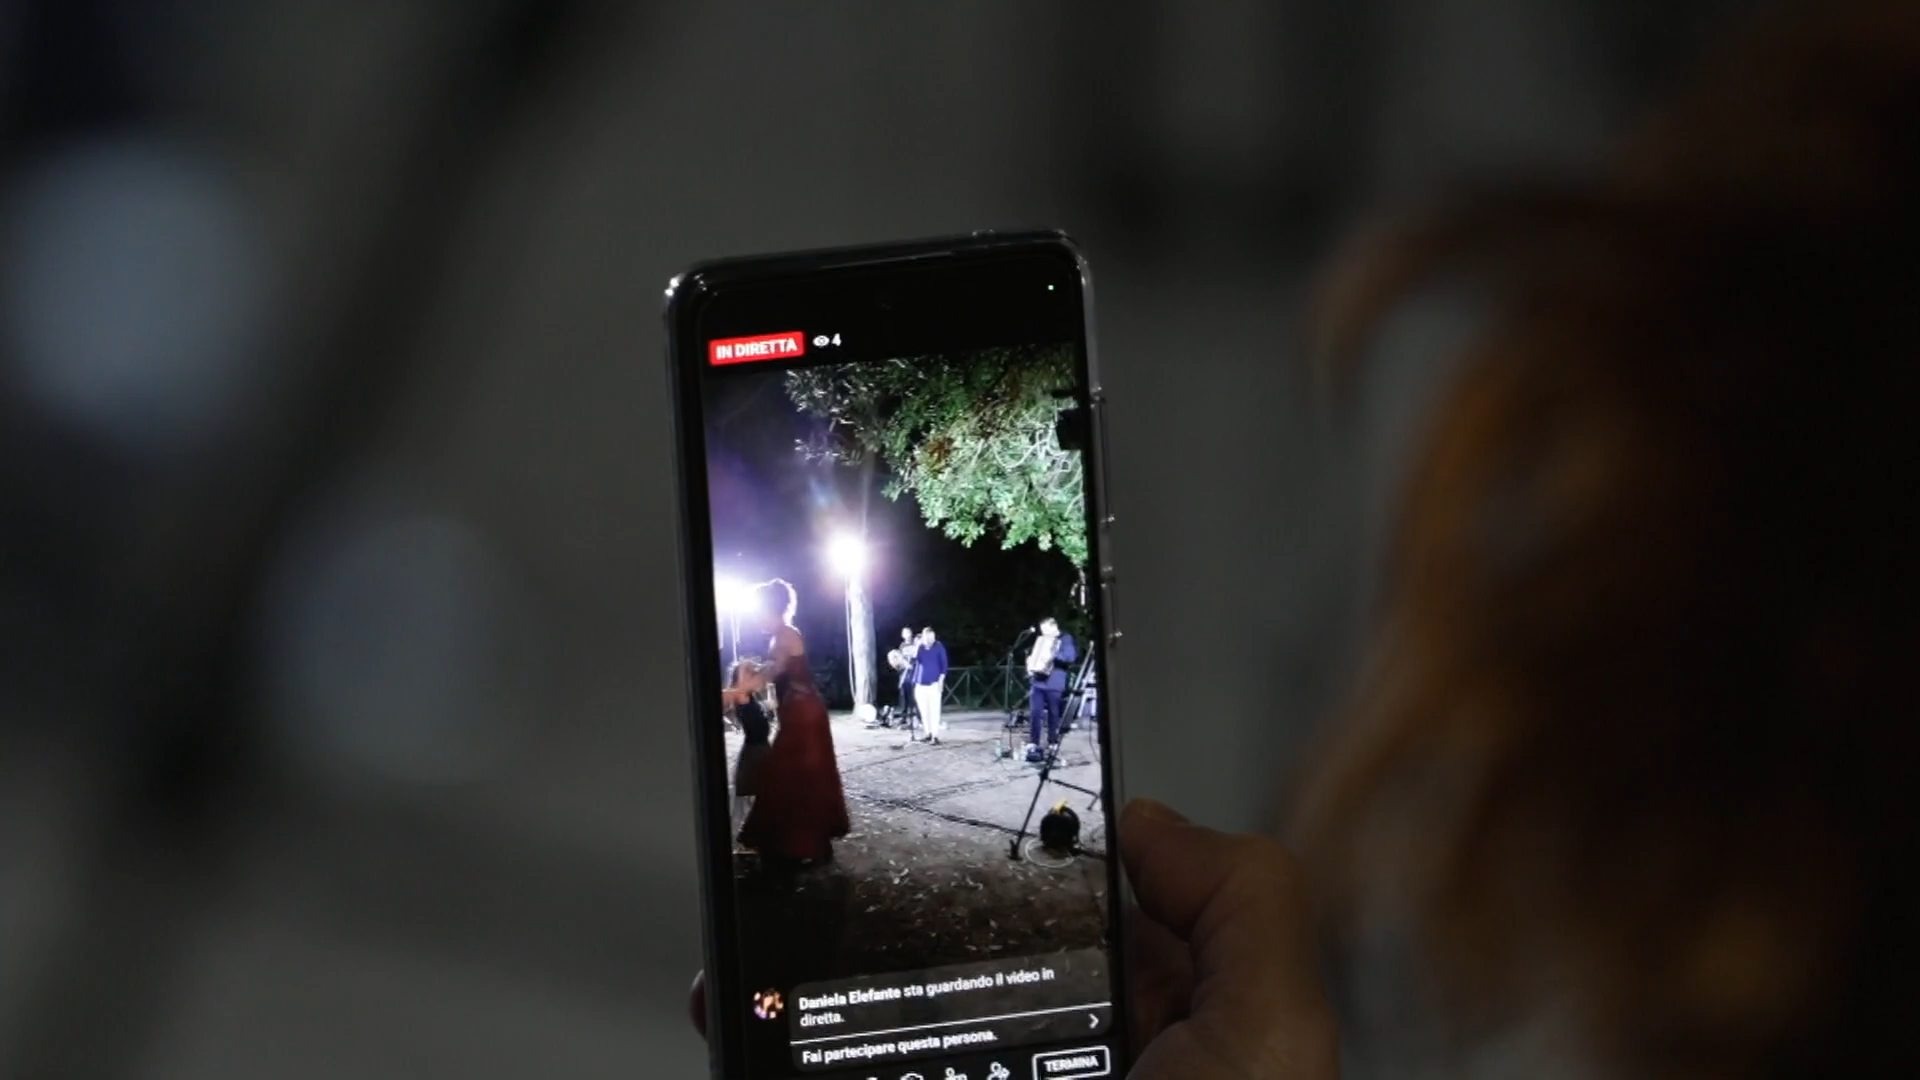 IN DIRETTA 4
Daniela Elefante sta guardando il video in
diretta.
Fai partecipare questa persona.
TERMINA